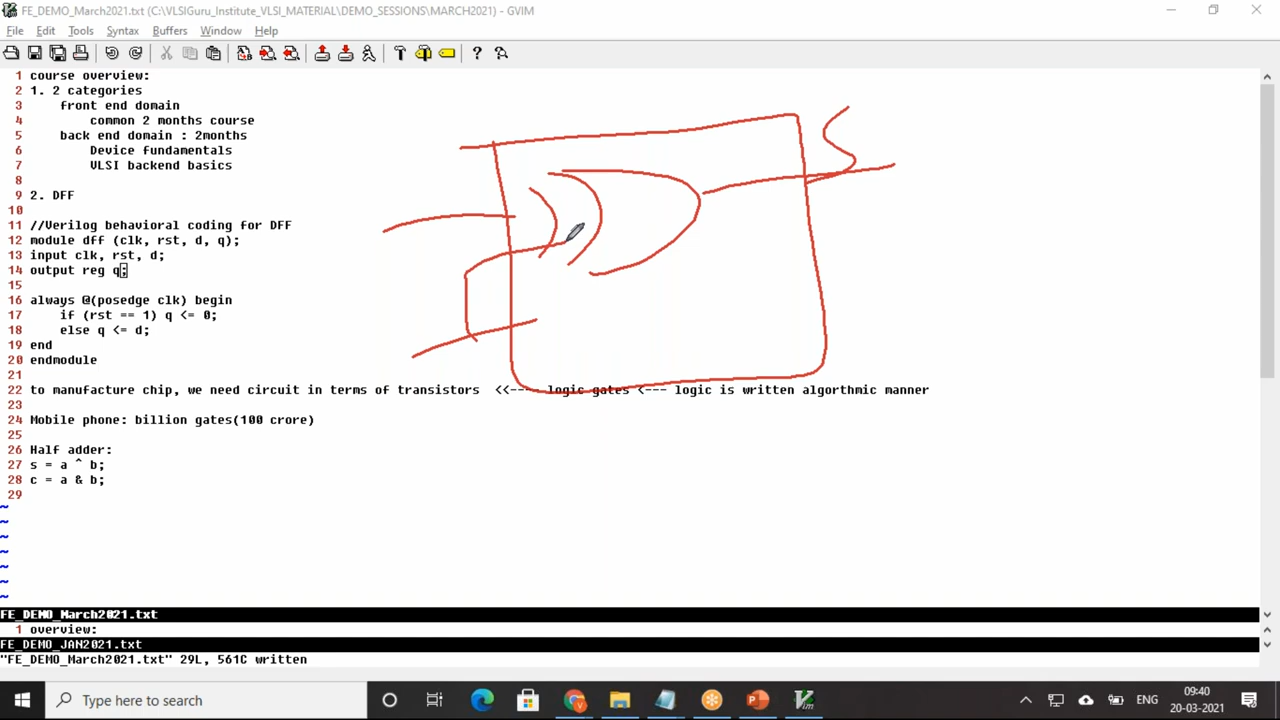 FE_DEMO_March2021.txt (C:\VLSIGuru_Institute_VLSI_MATERIAL\DEMO_SESSIONS\MARCH2021) - GVIM
File Edit Tools Syntax Buffers Window Help
1 course overview:
2 1. 2 categories
3 front end domain
4 common 2 months course
5 back end domain : 2months
6 Device fundamentals
7 VLSI backend basics
8
9 2. DFF
10
11 //Verilog behavioral coding for DFF
12 module dff (clk, rst, d, q);
13 input clk, rst, d;
14 output reg q;
15
16 always @(posedge clk) begin
17 if (rst == 1) q <= 0;
18 else q <= d;
19 end
20 endmodule
21
22 to manufacture chip, we need circuit in terms of transistors <<---- logic gates <--- logic is written algorthmic manner
23
24 Mobile phone: billion gates(100 crore)
25
26 Half adder:
27 s = a ^ b;
28 c = a & b;
29
~
~
~
~
~
~
~
FE_DEMO_March2021.txt
1 overview:
FE_DEMO_JAN2021.txt
"FE_DEMO_March2021.txt" 29L, 561C written
S
Type here to search
ENG
09:40
20-03-2021